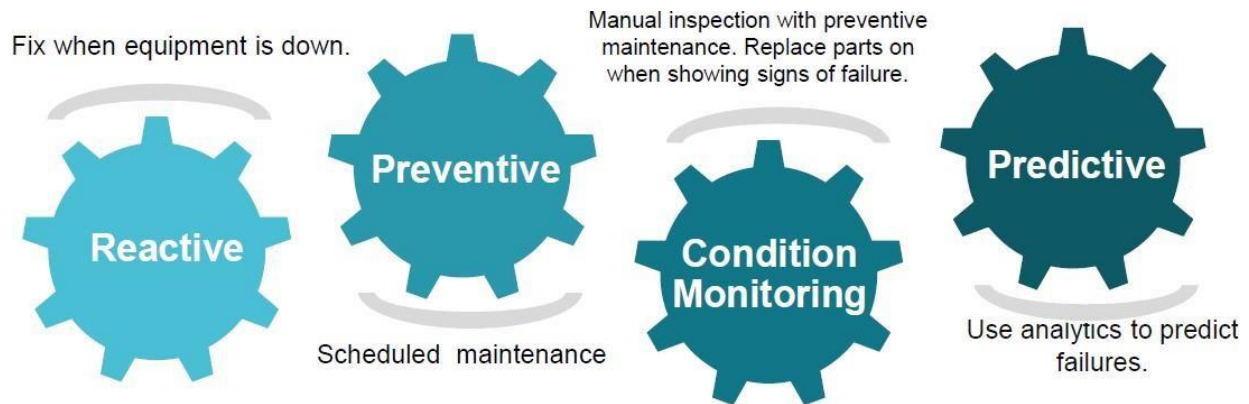 Fix when equipment is down.
Reactive
Preventive
Scheduled maintenance
Manual inspection with preventive
maintenance. Replace parts on
when showing signs of failure.
Condition
Monitoring
Predictive
Use analytics to predict
failures.